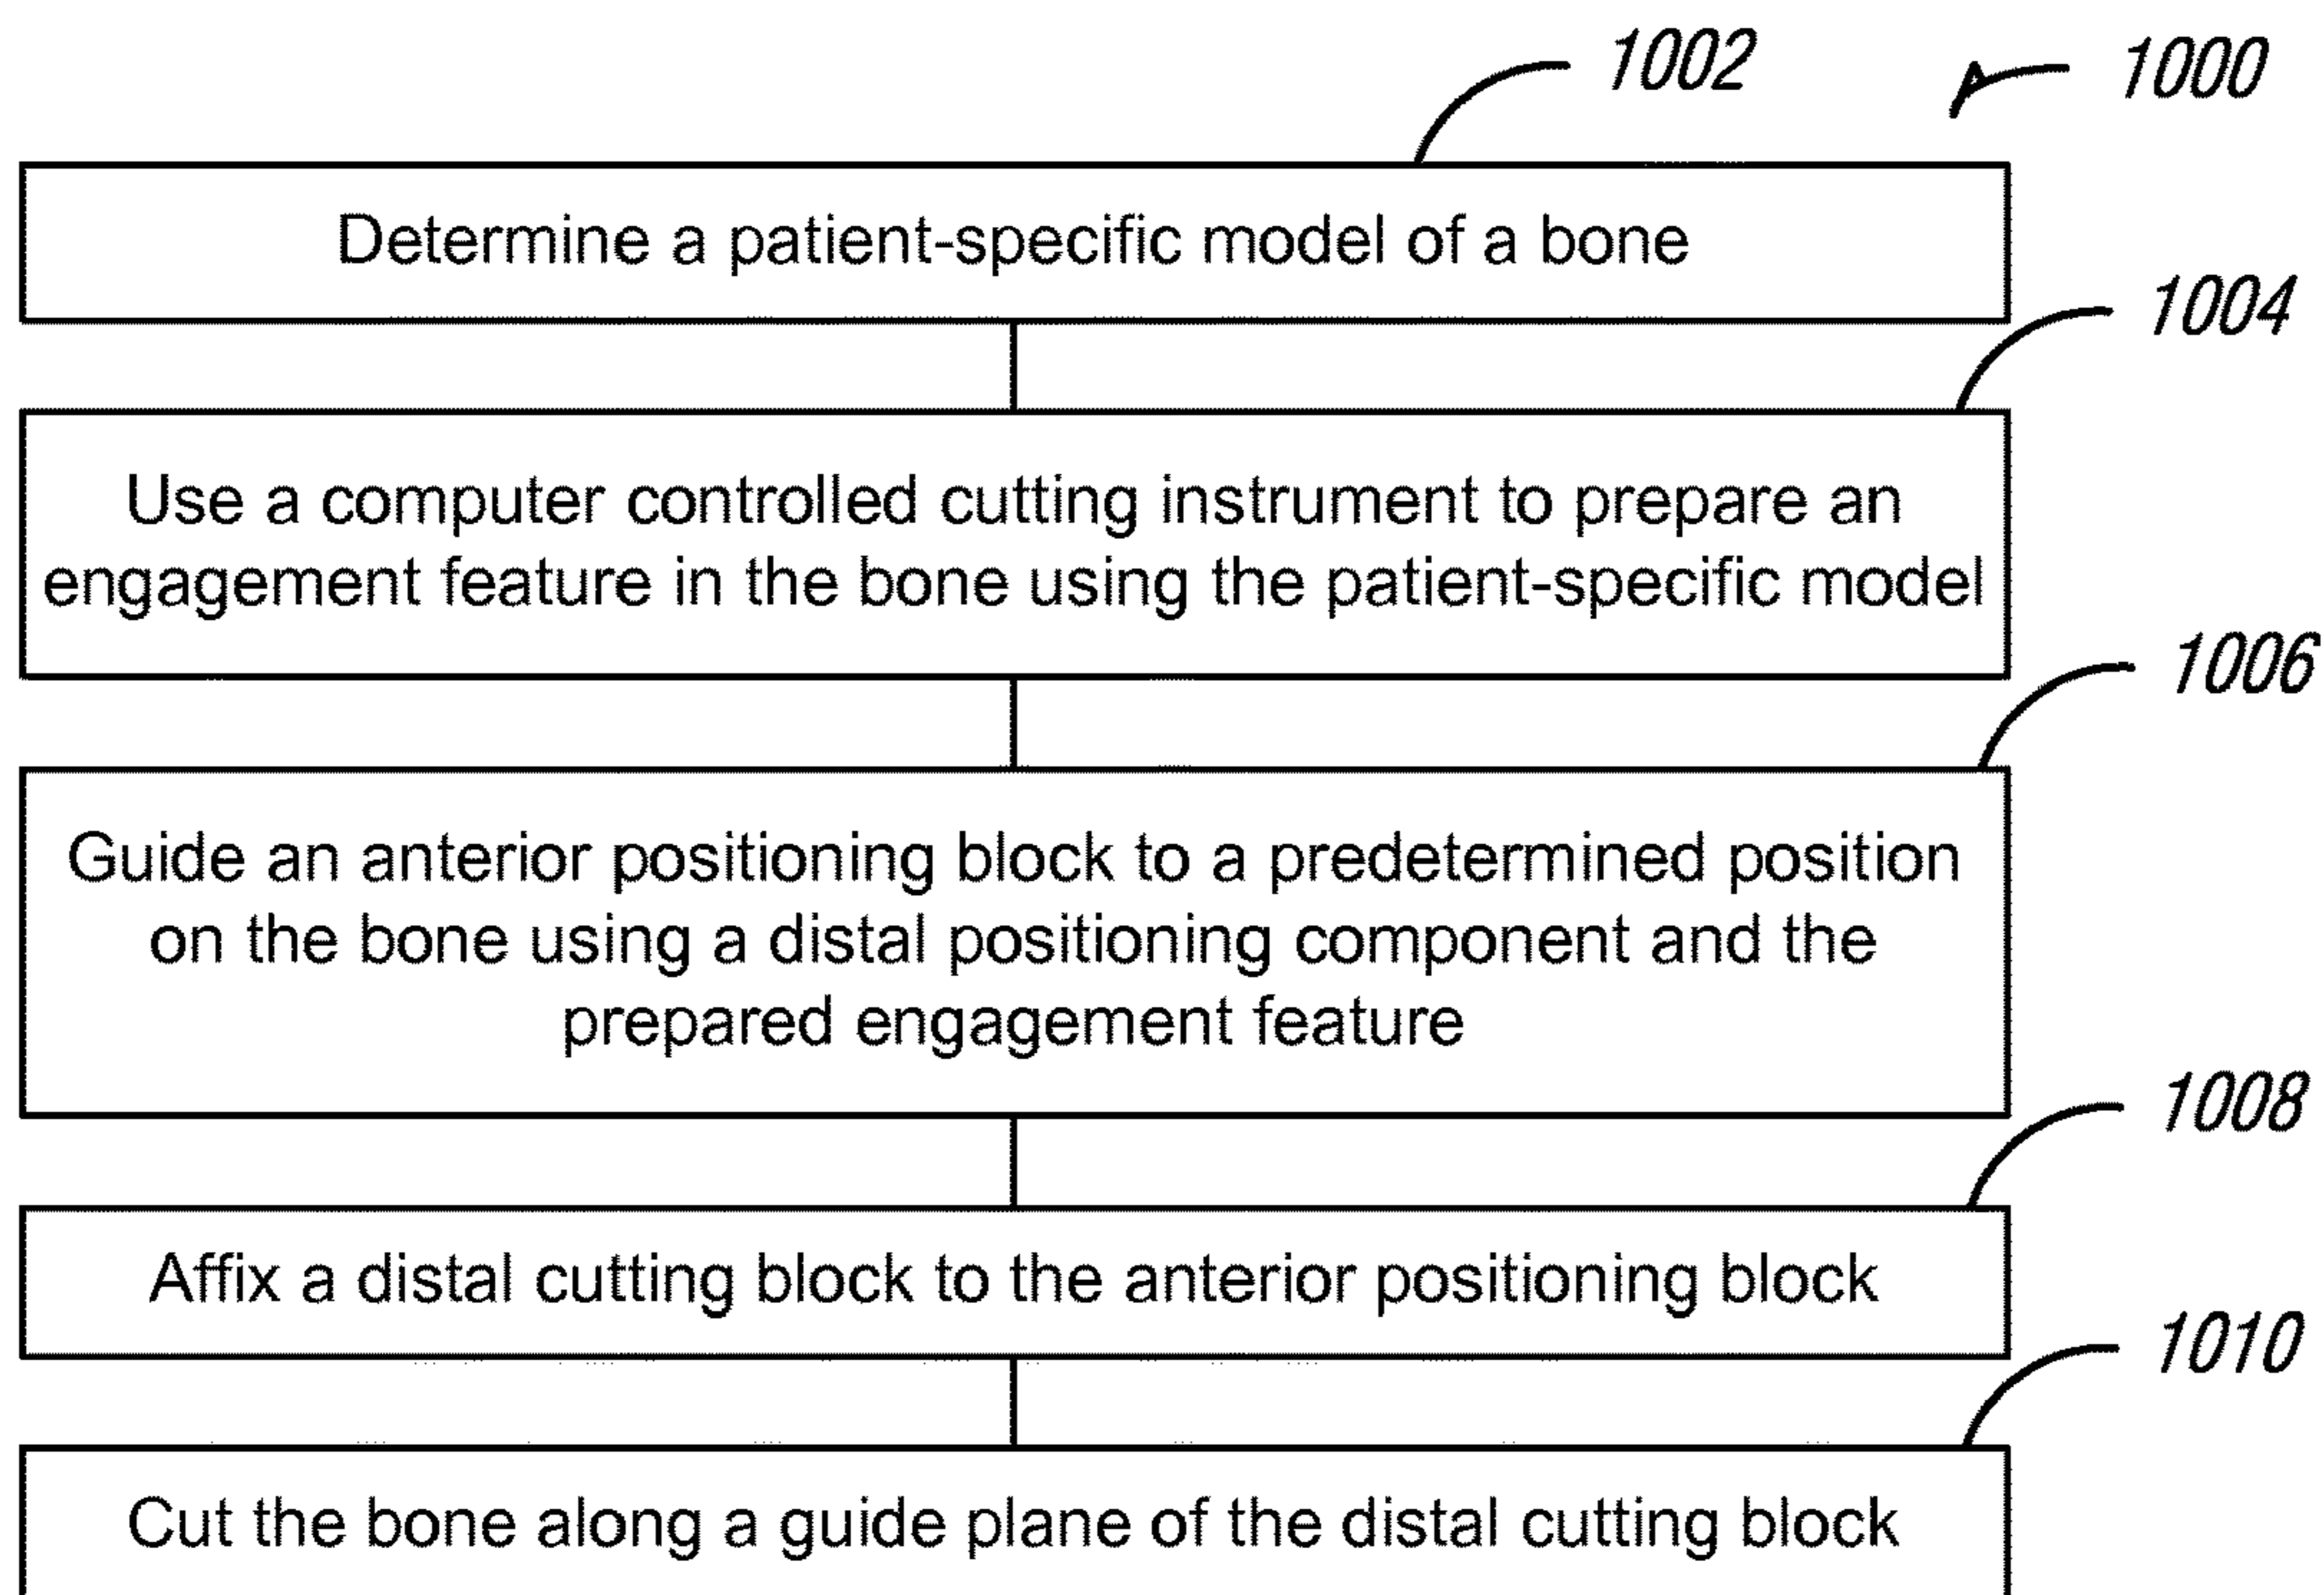 1002
1000
Determine a patient-specific model of a bone
1004
Use a computer controlled cutting instrument to prepare an
engagement feature in the bone using the patient-specific model
1006
Guide an anterior positioning block to a predetermined position
on the bone using a distal positioning component and the
prepared engagement feature
1008
Affix a distal cutting block to the anterior positioning block
1010
Cut the bone along a guide plane of the distal cutting block